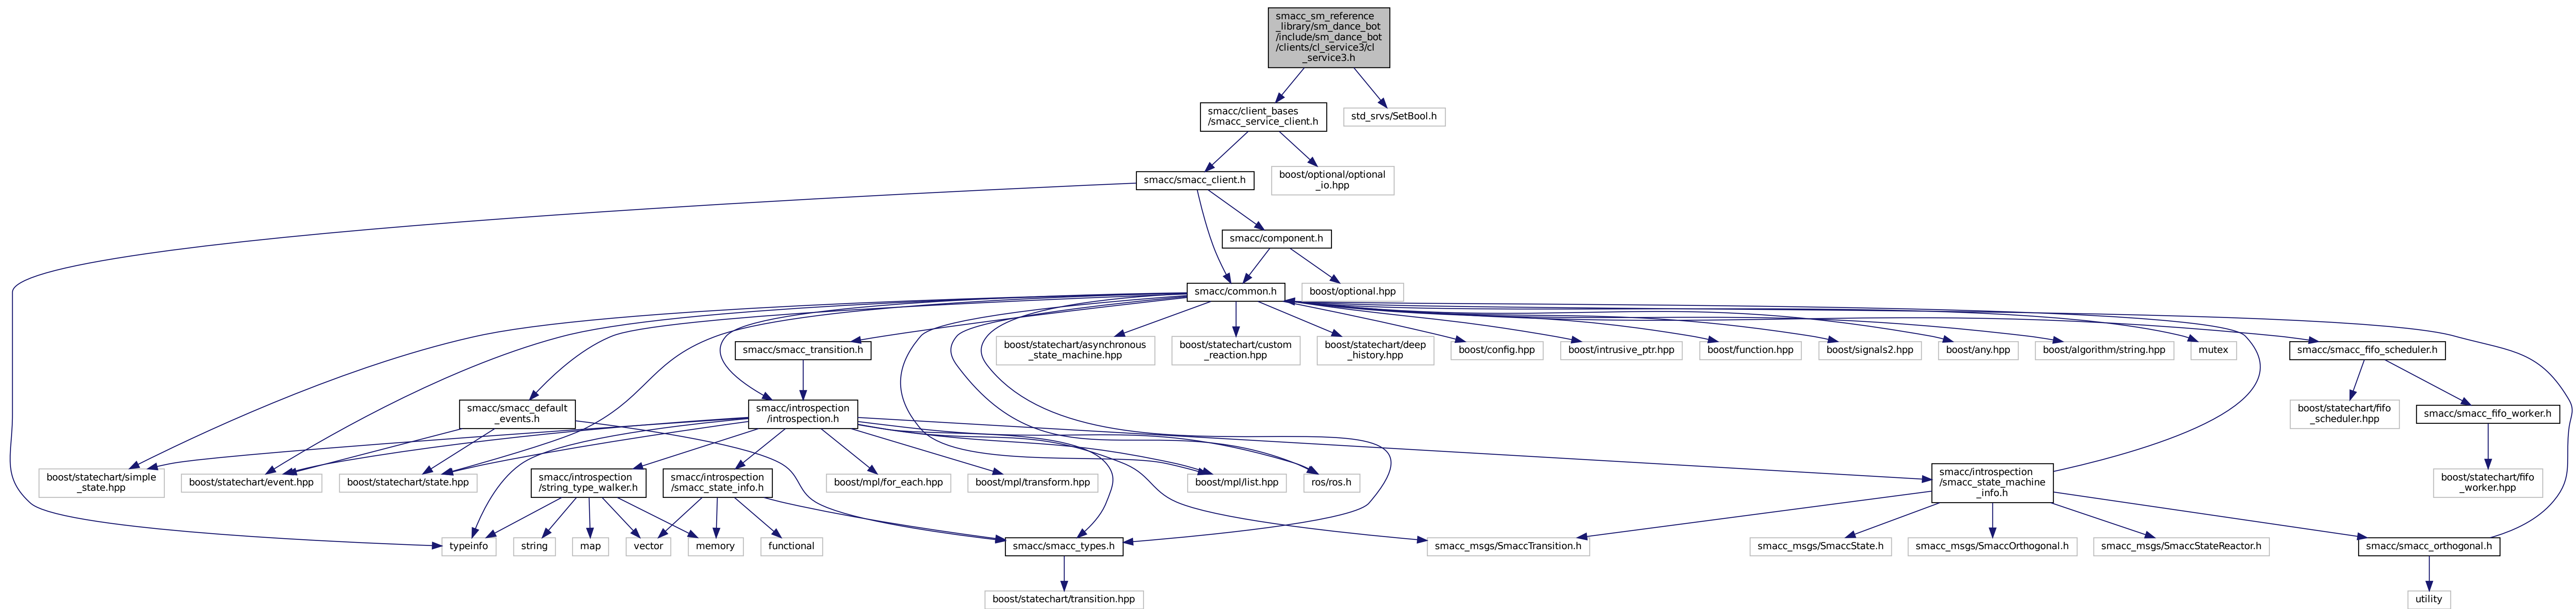 smacc_sm_reference
_library/sm_dance_bot
/include/sm_dance_bot
/clients/cl_service3/cl
_service3.h
smacc/client_bases
/smacc_service_client.h
std_srvs/SetBool.h
smacc/smacc_client.h
boost/optional/optional
_io.hpp
smacc/component.h
smacc/common.h
boost/optional.hpp
smacc/smacc_transition.h
boost/statechart/asynchronous
_state_machine.hpp
boost/statechart/custom
_reaction.hpp
boost/statechart/deep
_history.hpp
boost/config.hpp
boost/intrusive_ptr.hpp
boost/function.hpp
boost/signals2.hpp
boost/any.hpp
boost/algorithm/string.hpp
mutex
smacc/smacc_fifo_scheduler.h
smacc/smacc_default
_events.h
smacc/introspection
/introspection.h
boost/statechart/fifo
_scheduler.hpp
smacc/smacc_fifo_worker.h
boost/statechart/simple
_state.hpp
boost/statechart/event.hpp
boost/statechart/state.hpp
smacc/introspection
/string_type_walker.h
smacc/introspection
/smacc_state_info.h
boost/mpl/for_each.hpp
boost/mpl/transform.hpp
boost/mpl/list.hpp
ros/ros.h
smacc/introspection
/smacc_state_machine
_info.h
boost/statechart/fifo
_worker.hpp
typeinfo
string
map
vector
memory
functional
smacc/smacc_types.h
smacc_msgs/SmaccTransition.h
smacc_msgs/SmaccState.h
smacc_msgs/SmaccOrthogonal.h
smacc_msgs/SmaccStateReactor.h
smacc/smacc_orthogonal.h
boost/statechart/transition.hpp
utility